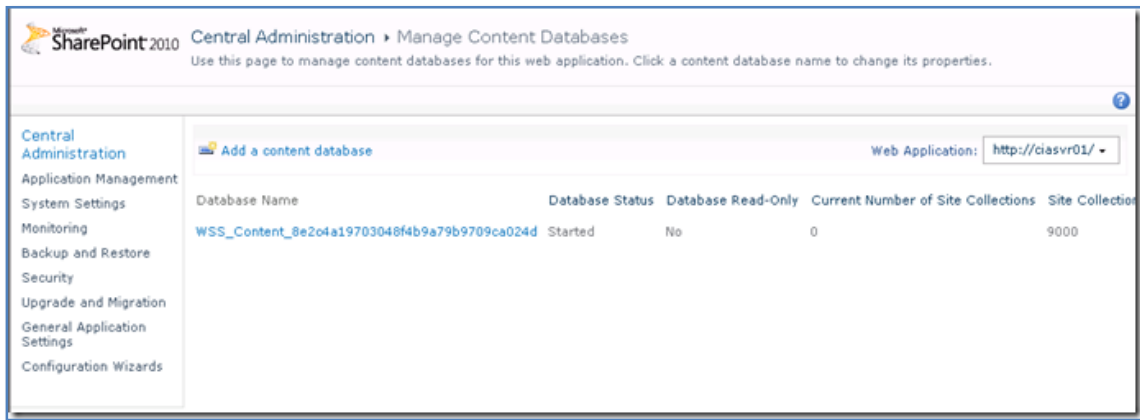 Microsoft
SharePoint 2010
Central Administration ▸ Manage Content Databases
Use this page to manage content databases for this web application. Click a content database name to change its properties.
?
Central
Administration
Application Management
System Settings
Monitoring
Backup and Restore
Security
Upgrade and Migration
General Application
Settings
Configuration Wizards
Add a content database
Web Application: http://ciasvr01/
Database Name Database Status Database Read-Only Current Number of Site Collections Site Collection
WSS_Content_8e2c4a19703048f4b9a79b9709ca024d Started No 0 9000